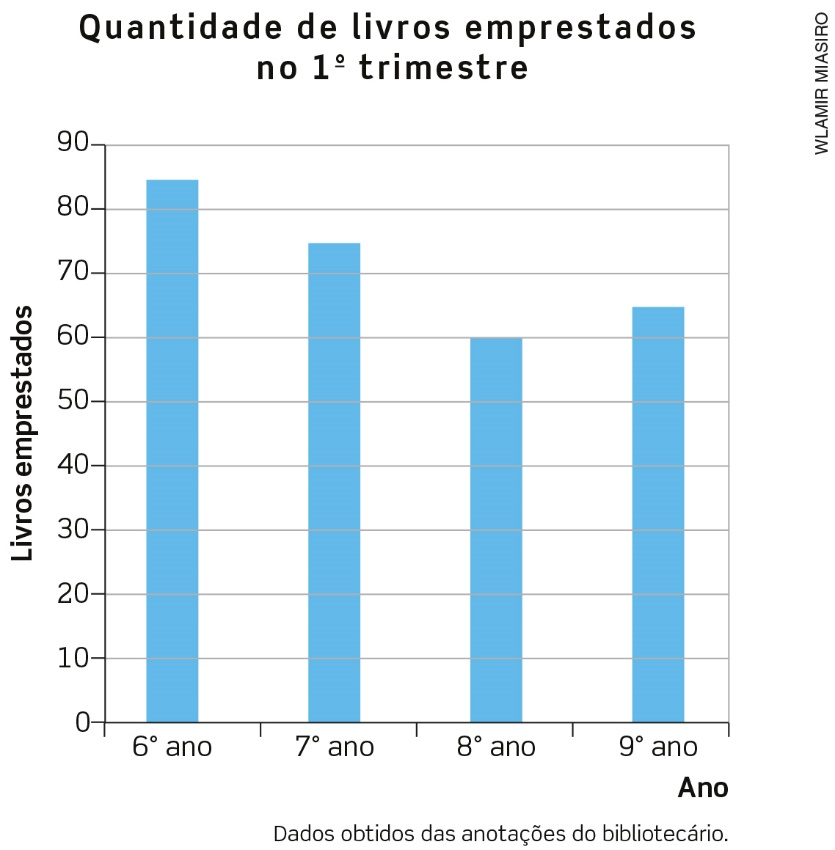 Quantidade de livros emprestados
no 1º trimestre
WLAMIR MIASIRO
Livros emprestados
90
80
70
60
50
40
30
20
10
0
6° ano
7° ano
8° ano
9° ano
Ano
Dados obtidos das anotações do bibliotecário.